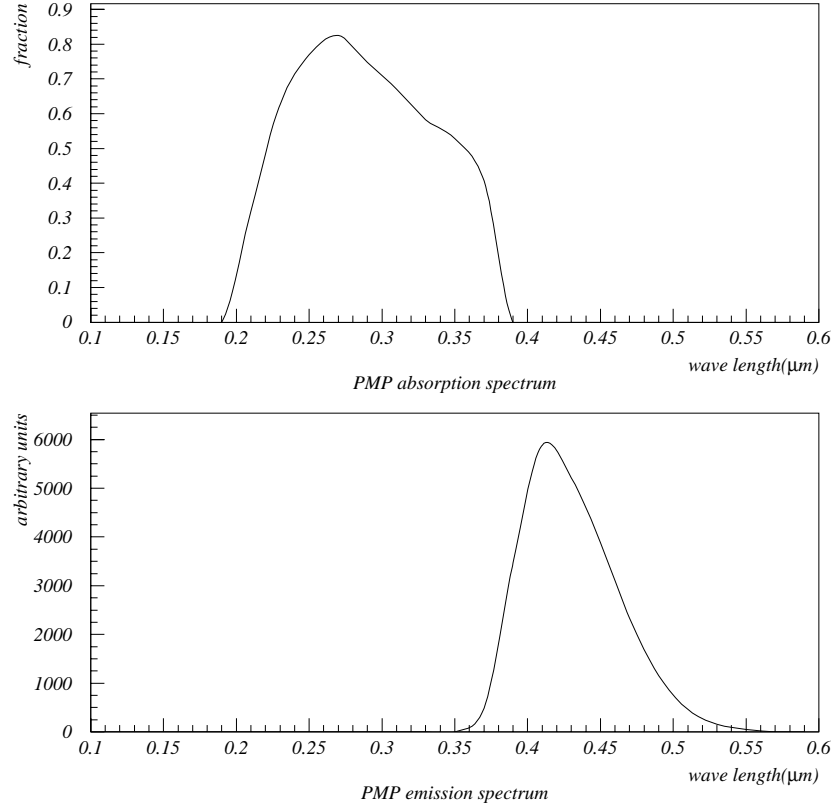 fraction
0.9
0.8
0.7
0.6
0.5
0.4
0.3
0.2
0.1
0
0.1 0.15 0.2 0.25 0.3 0.35 0.4 0.45 0.5 0.55 0.6
wave length(μm)
PMP absorption spectrum
arbitrary units
6000
5000
4000
3000
2000
1000
0
0.1 0.15 0.2 0.25 0.3 0.35 0.4 0.45 0.5 0.55 0.6
wave length(μm)
PMP emission spectrum